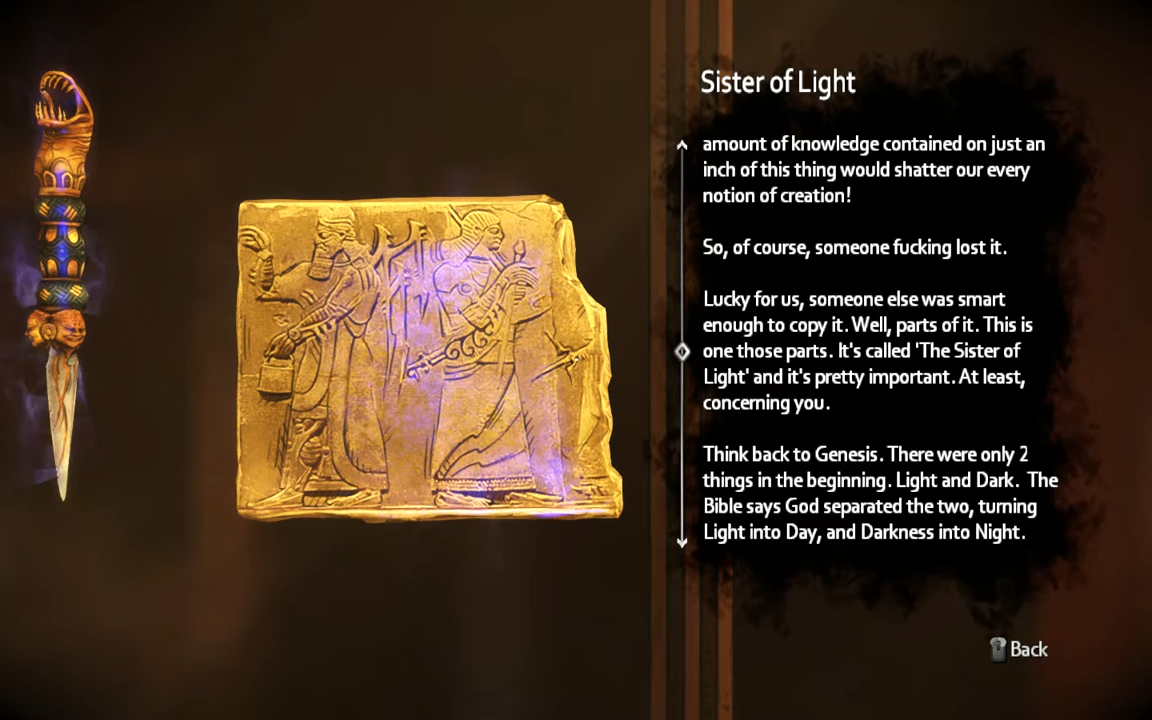 Sister of Light
amount of knowledge contained on just an
inch of this thing would shatter our every
notion of creation!
So, of course, someone fucking lost it.
Lucky for us, someone else was smart
enough to copy it. Well, parts of it. This is
one those parts. It's called 'The Sister of
Light' and it's pretty important. At least,
concerning you.
Think back to Genesis. There were only 2
things in the beginning. Light and Dark. The
Bible says God separated the two, turning
Light into Day, and Darkness into Night.
Back